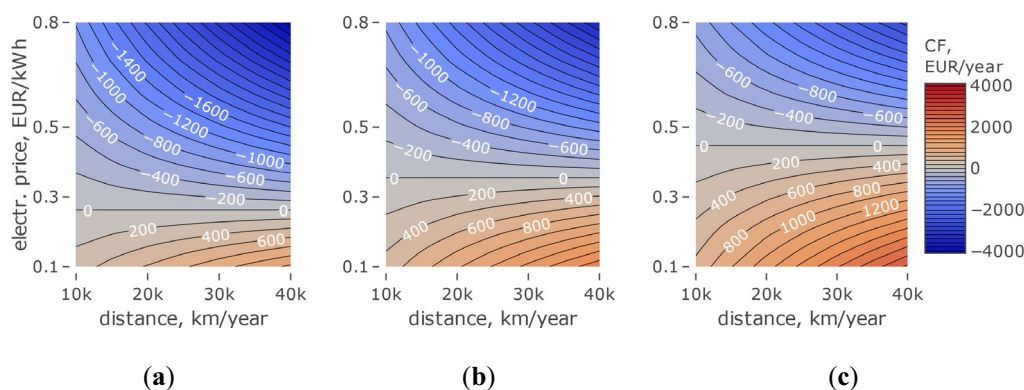 electr. price, EUR/kWh
0.8
0.5
0.3
0.1
−1400
−1000
−600
−1600
−1200
−800
−400
−1000
−600
−200
0
0
200
400
600
10k
20k
30k
40k
distance, km/year
(a)
0.8
0.5
0.3
0.1
−1000
−600
−200
−1200
−800
−400
−600
0
0
200
400
400
600
800
10k
20k
30k
40k
distance, km/year
(b)
0.8
0.5
0.3
0.1
−600
−200
−800
−400
−600
0
0
200
400
400
600
800
800
1000
1200
10k
20k
30k
40k
distance, km/year
(c)
CF,
EUR/year
4000
2000
0
−2000
−4000